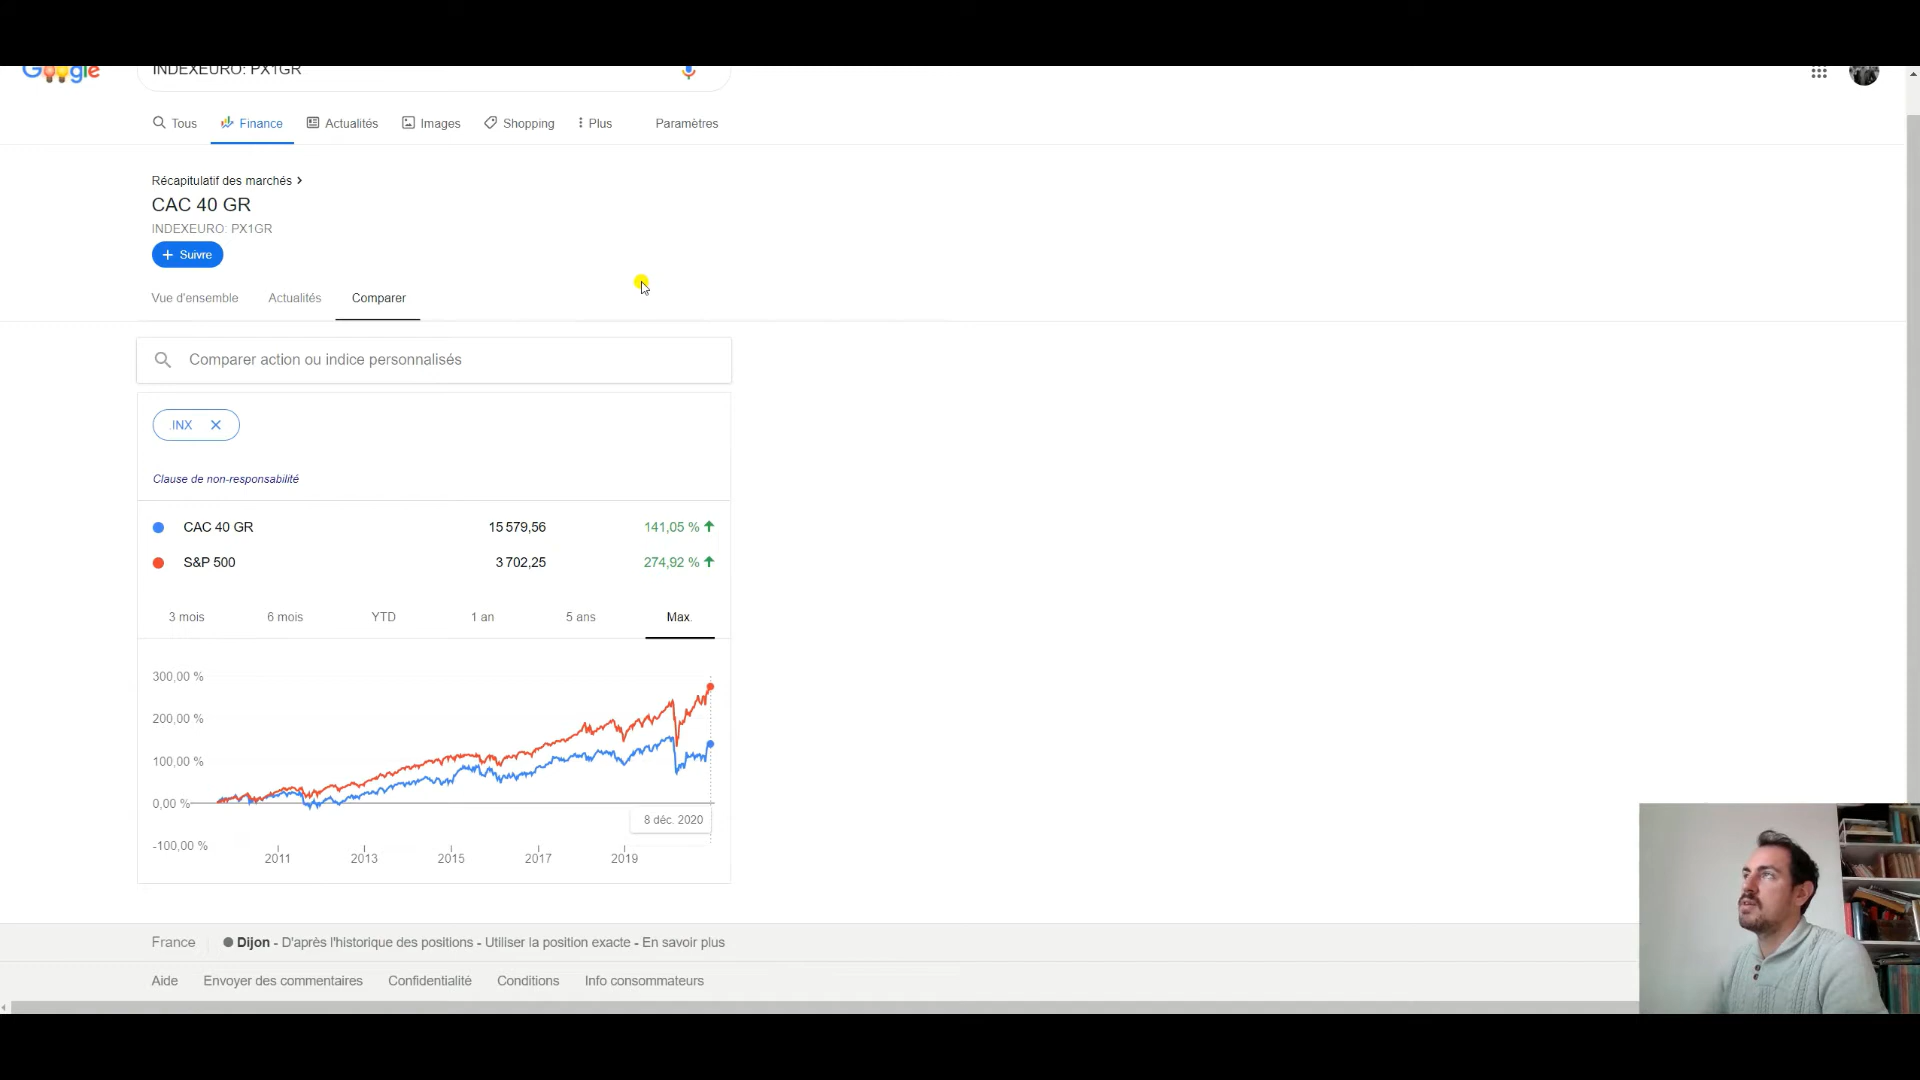 Google
INDEXEURO: PX1GR
Tous Finance Actualités Images Shopping Plus Paramètres
Récapitulatif des marchés
CAC 40 GR
INDEXEURO: PX1GR
+ Suivre
Vue d'ensemble Actualités Comparer
Comparer action ou indice personnalisés
.INX
Clause de non-responsabilité
CAC 40 GR 15 579,56 141,05 %
S&P 500 3 702,25 274,92 %
3 mois 6 mois YTD 1 an 5 ans Max.
300,00 %
200,00 %
100,00 %
0,00 %
8 déc. 2020
-100,00 %
2011 2013 2015 2017 2019
France Dijon - D'après l'historique des positions - Utiliser la position exacte - En savoir plus
Aide Envoyer des commentaires Confidentialité Conditions Info consommateurs